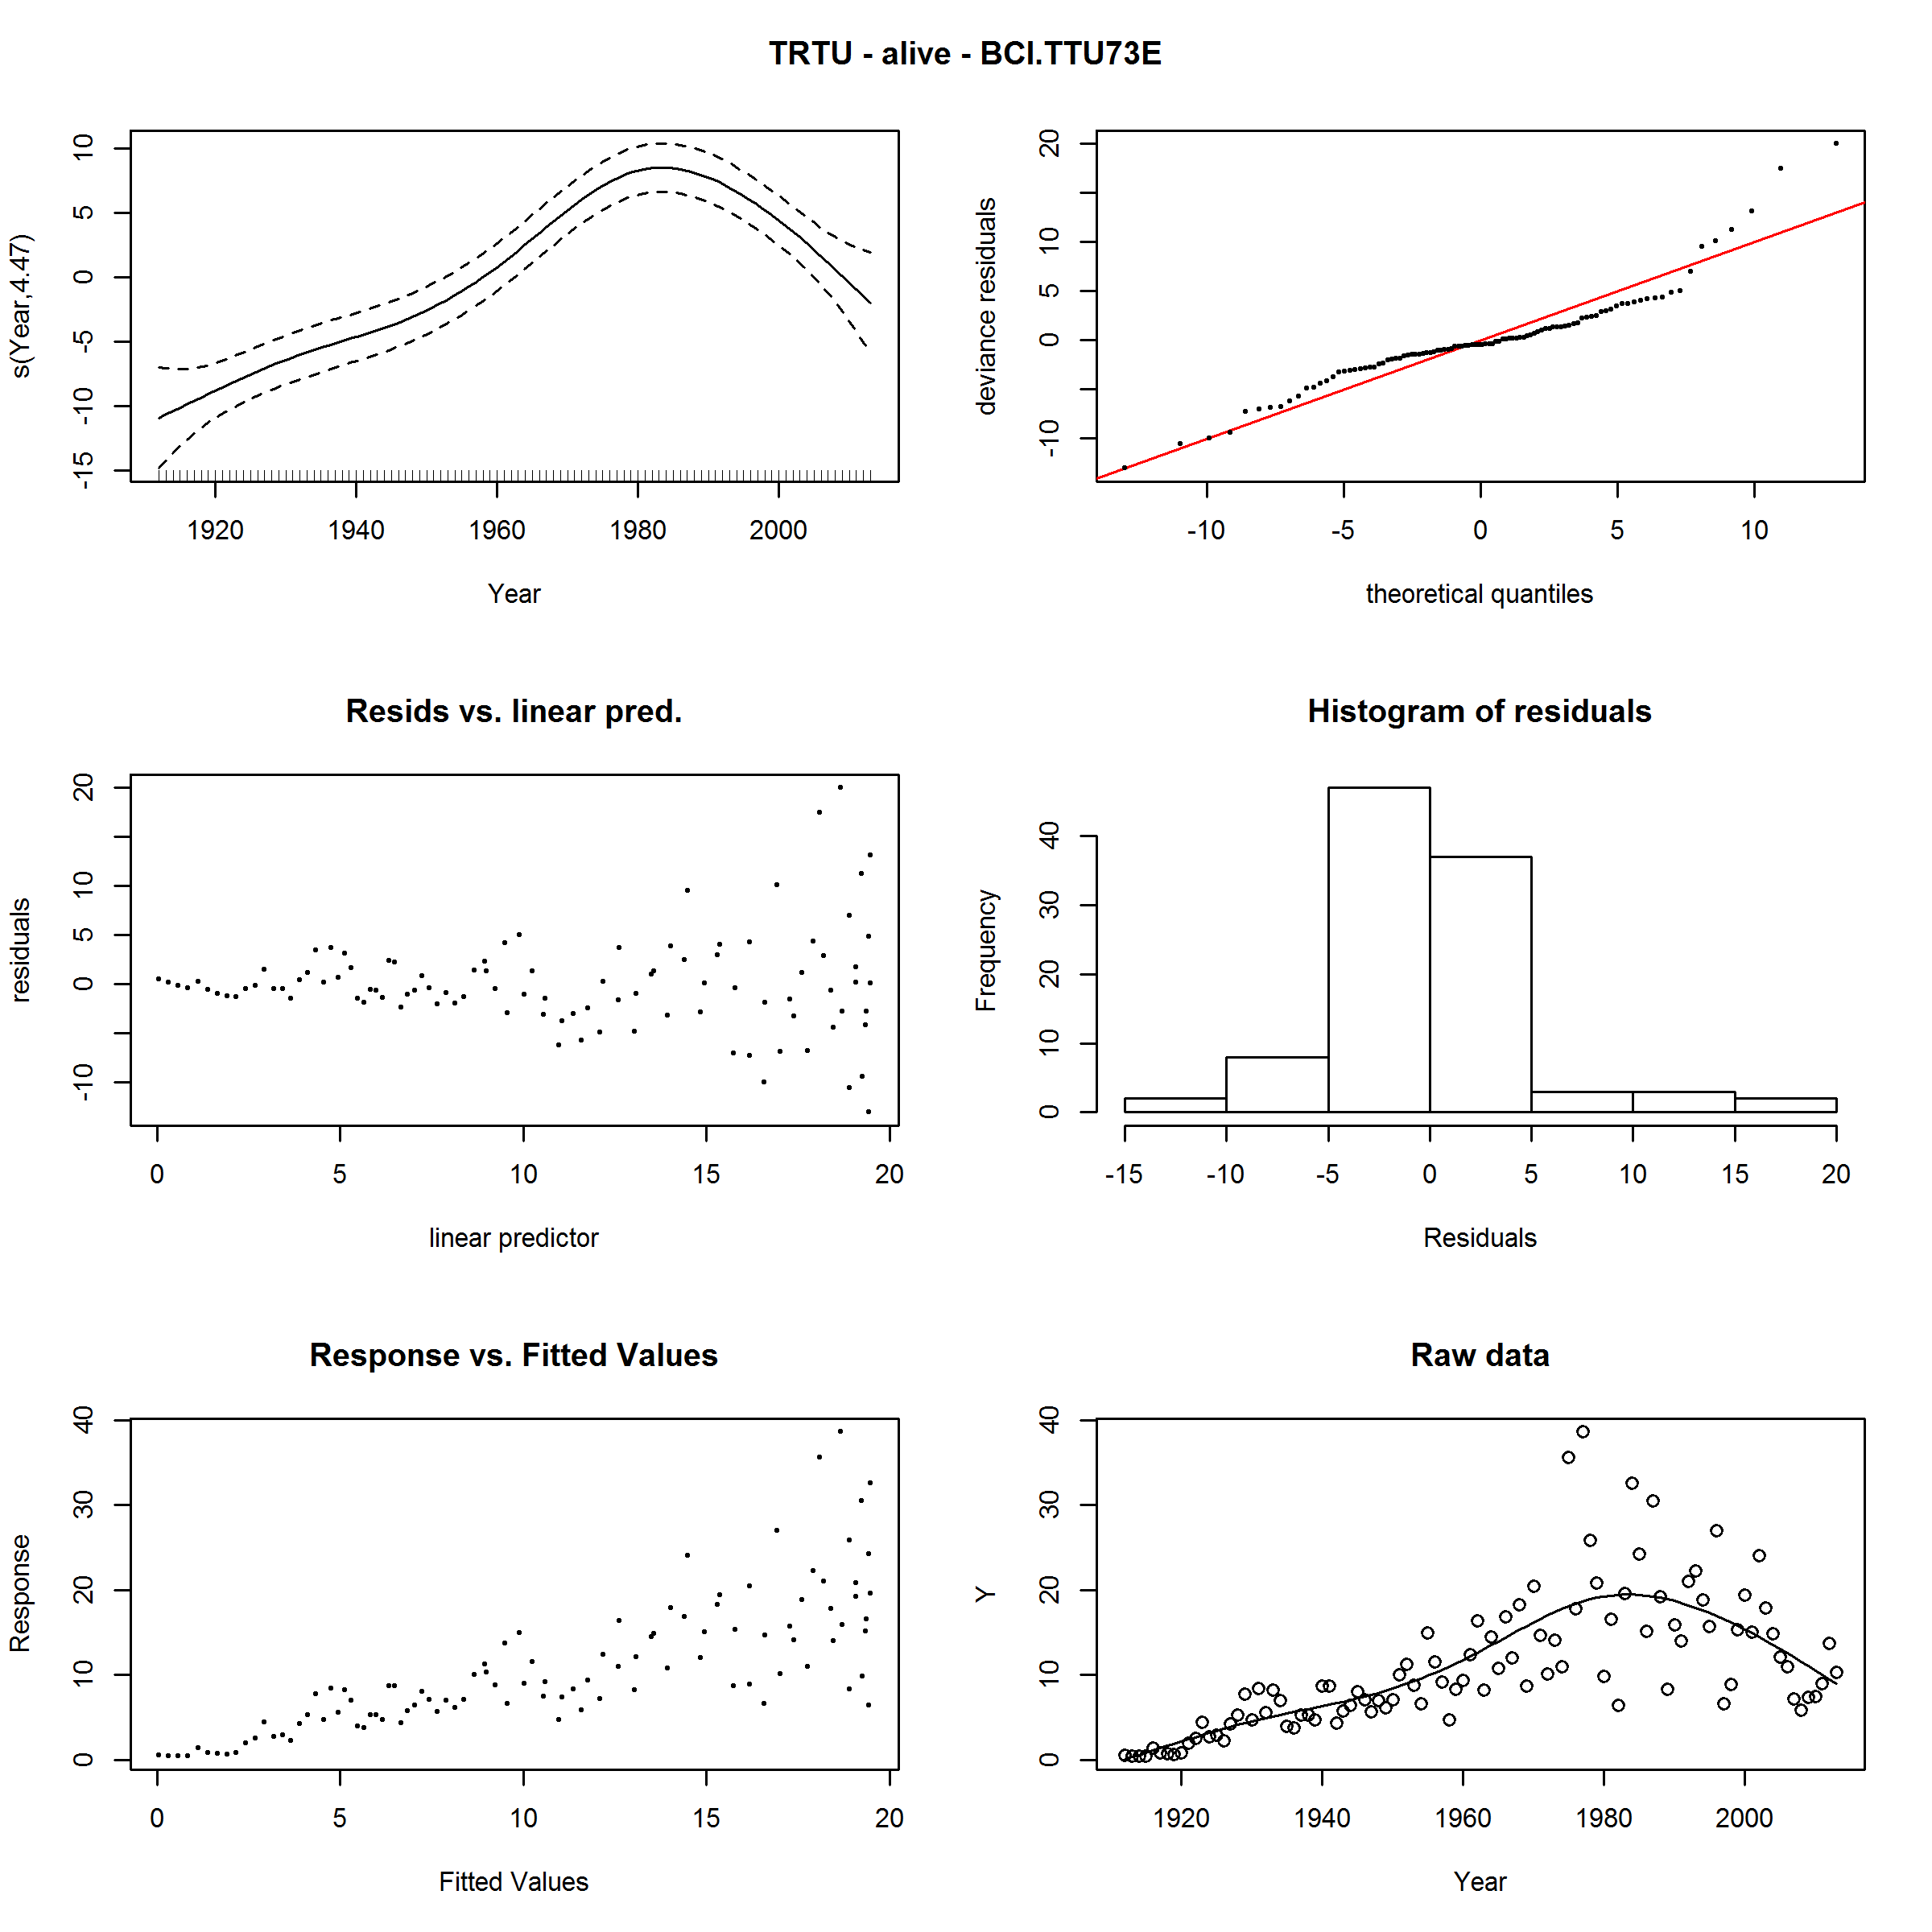 TRTU - alive - BCI.TTU73E
s(Year,4.47)
10
5
0
-5
-10
-15
1920 1940 1960 1980 2000
Year
deviance residuals
20
10
5
0
-10
-10 -5 0 5 10
theoretical quantiles
Resids vs. linear pred.
residuals
20
10
5
0
-10
0 5 10 15 20
linear predictor
Histogram of residuals
Frequency
40
30
20
10
0
-15 -10 -5 0 5 10 15 20
Residuals
Response vs. Fitted Values
Response
40
30
20
10
0
0 5 10 15 20
Fitted Values
Raw data
Y
40
30
20
10
0
1920 1940 1960 1980 2000
Year